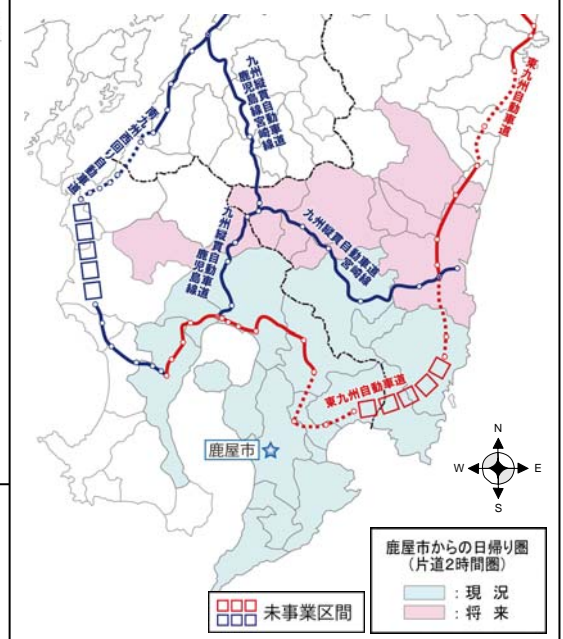 東九州自動車道
九州縦貫自動車道
鹿児島線宮崎線
南九州西回り自動車道
九州縦貫自動車道
宮崎線
九州縦貫自動車道
鹿児島線
東九州自動車道
鹿屋市
N
W
E
S
鹿屋市からの日帰り圏
(片道2時間圏)
:現 況
:将 来
未事業区間